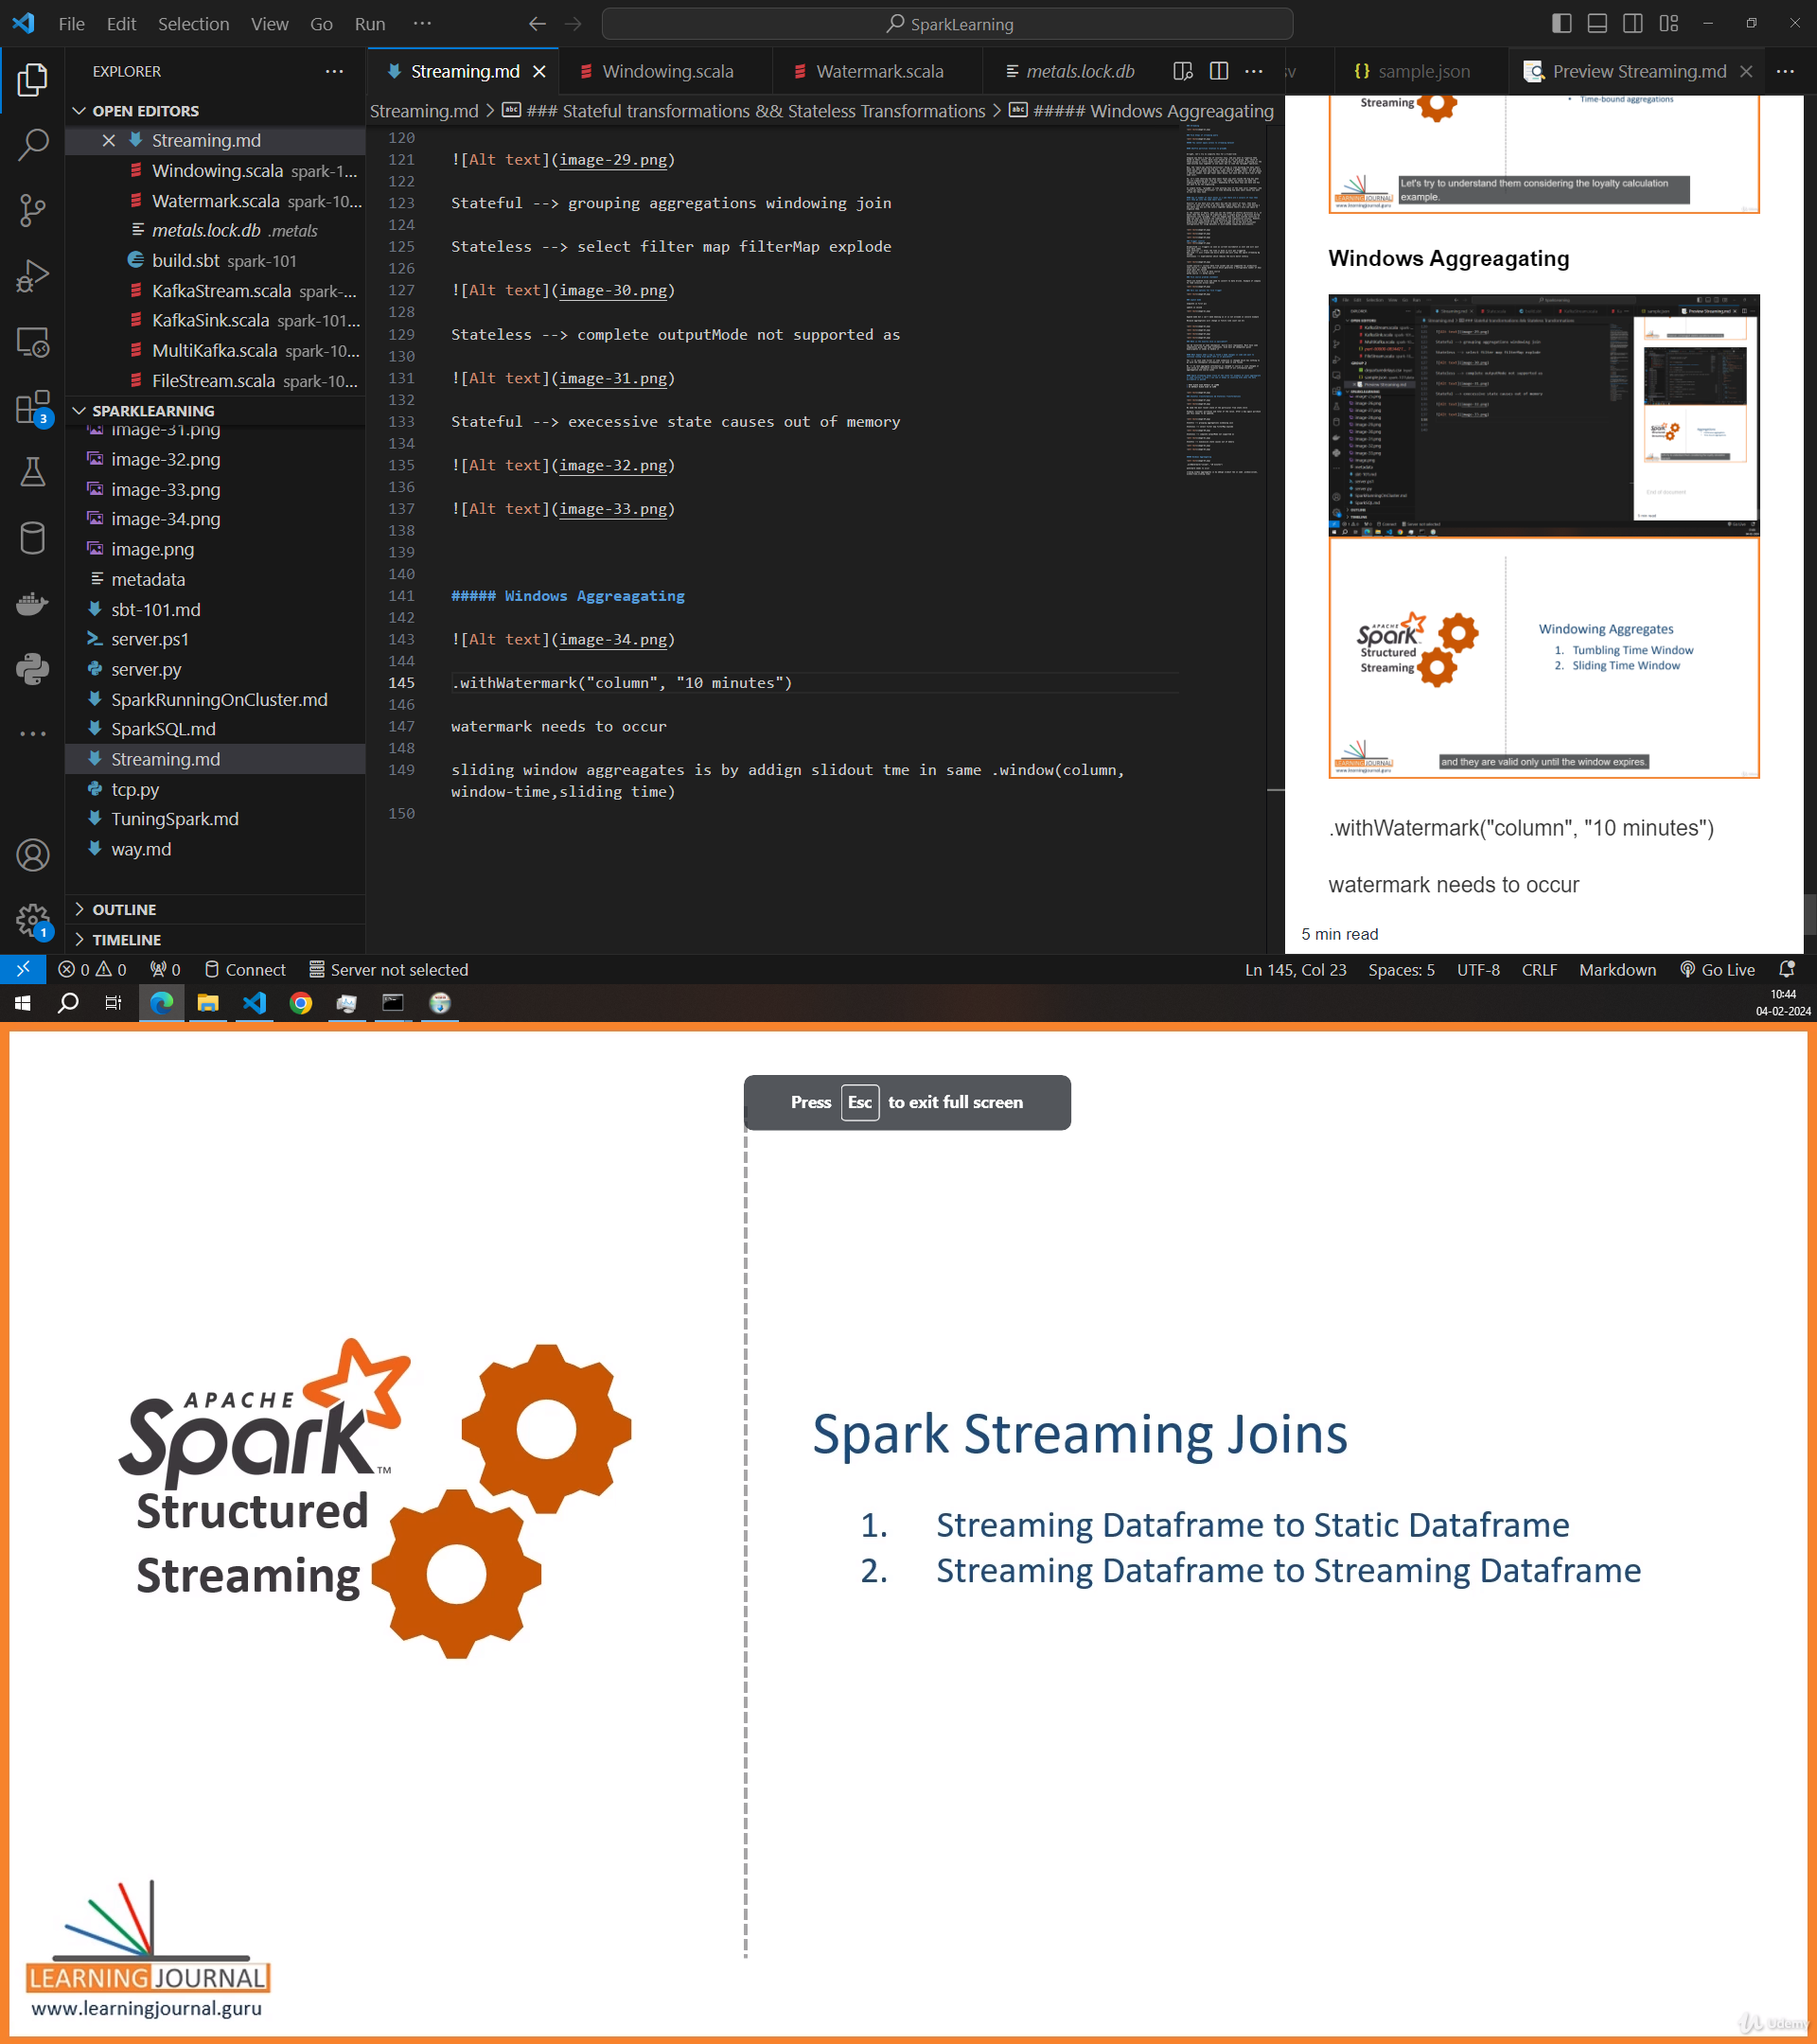 File Edit Selection View Go Run ···
SparkLearning
EXPLORER
OPEN EDITORS
Streaming.md
Windowing.scala spark-1...
Watermark.scala spark-10...
metals.lock.db .metals
build.sbt spark-101
KafkaStream.scala spark-...
KafkaSink.scala spark-101...
MultiKafka.scala spark-10...
FileStream.scala spark-10...
SPARKLEARNING
image-31.png
image-32.png
image-33.png
image-34.png
image.png
metadata
sbt-101.md
server.ps1
server.py
SparkRunningOnCluster.md
SparkSQL.md
Streaming.md
tcp.py
TuningSpark.md
way.md
OUTLINE
TIMELINE
3
1
Streaming.md Windowing.scala Watermark.scala metals.lock.db
Streaming.md > ### Stateful transformations && Stateless Transformations > ##### Windows Aggreagating
120
121 ![Alt text](image-29.png)
122
123 Stateful --> grouping aggregations windowing join
124
125 Stateless --> select filter map filterMap explode
126
127 ![Alt text](image-30.png)
128
129 Stateless --> complete outputMode not supported as
130
131 ![Alt text](image-31.png)
132
133 Stateful --> execessive state causes out of memory
134
135 ![Alt text](image-32.png)
136
137 ![Alt text](image-33.png)
138
139
140
141 ##### Windows Aggreagating
142
143 ![Alt text](image-34.png)
144
145 .withWatermark("column", "10 minutes")
146
147 watermark needs to occur
148
149 sliding window aggreagates is by addign slidout tme in same .window(column,
window-time,sliding time)
150
sv sample.json Preview Streaming.md
Streaming
Time-bound aggregations
Let's try to understand them considering the loyalty calculation
example.
www.learningjournal.guru
Windows Aggreagating
APACHE
Spark
Structured
Streaming
Windowing Aggregates
1. Tumbling Time Window
2. Sliding Time Window
and they are valid only until the window expires.
LEARNING JOURNAL
www.learningjournal.guru
.withWatermark("column", "10 minutes")
watermark needs to occur
5 min read
0 0 0 Connect Server not selected
Ln 145, Col 23 Spaces: 5 UTF-8 CRLF Markdown Go Live
10:44
04-02-2024
Press Esc to exit full screen
APACHE
Spark™
Structured
Streaming
Spark Streaming Joins
1. Streaming Dataframe to Static Dataframe
2. Streaming Dataframe to Streaming Dataframe
LEARNING JOURNAL
www.learningjournal.guru
Udemy